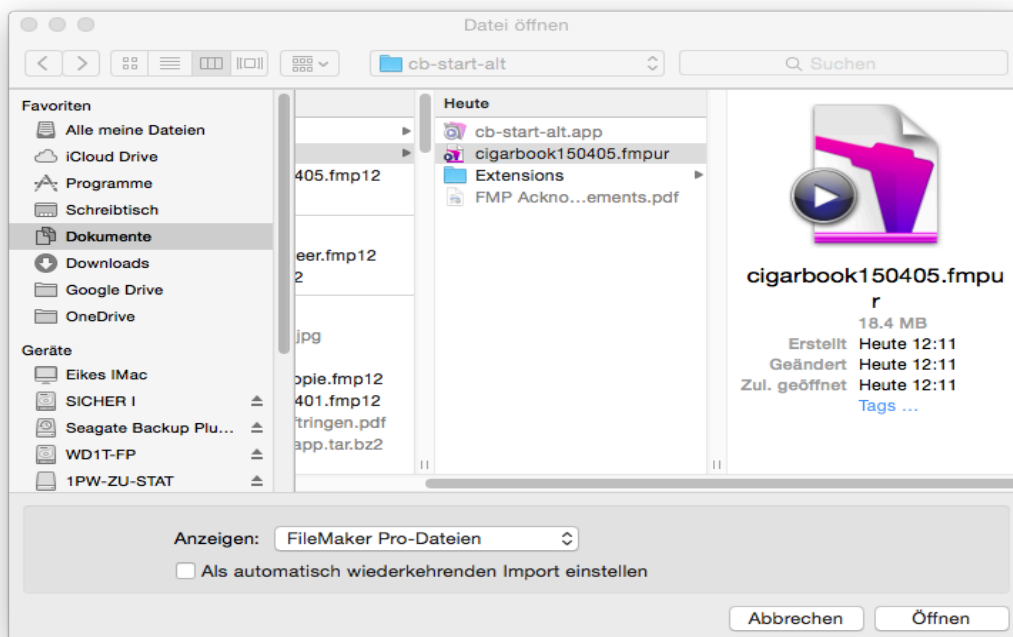 Datei öffnen
cb-start-alt
Suchen
Favoriten
Alle meine Dateien
iCloud Drive
Programme
Schreibtisch
Dokumente
Downloads
Google Drive
OneDrive
Geräte
Eikes IMac
SICHER I
Seagate Backup Plu...
WD1T-FP
1PW-ZU-STAT
405.fmp12
eer.fmp12
2
jpg
opie.fmp12
401.fmp12
ftringen.pdf
app.tar.bz2
Heute
cb-start-alt.app
cigarbook150405.fmpur
Extensions
FMP Ackno...ements.pdf
cigarbook150405.fmpu
r
18.4 MB
Erstellt Heute 12:11
Geändert Heute 12:11
Zul. geöffnet Heute 12:11
Tags ...
Anzeigen: FileMaker Pro-Dateien
Als automatisch wiederkehrenden Import einstellen
Abbrechen Öffnen